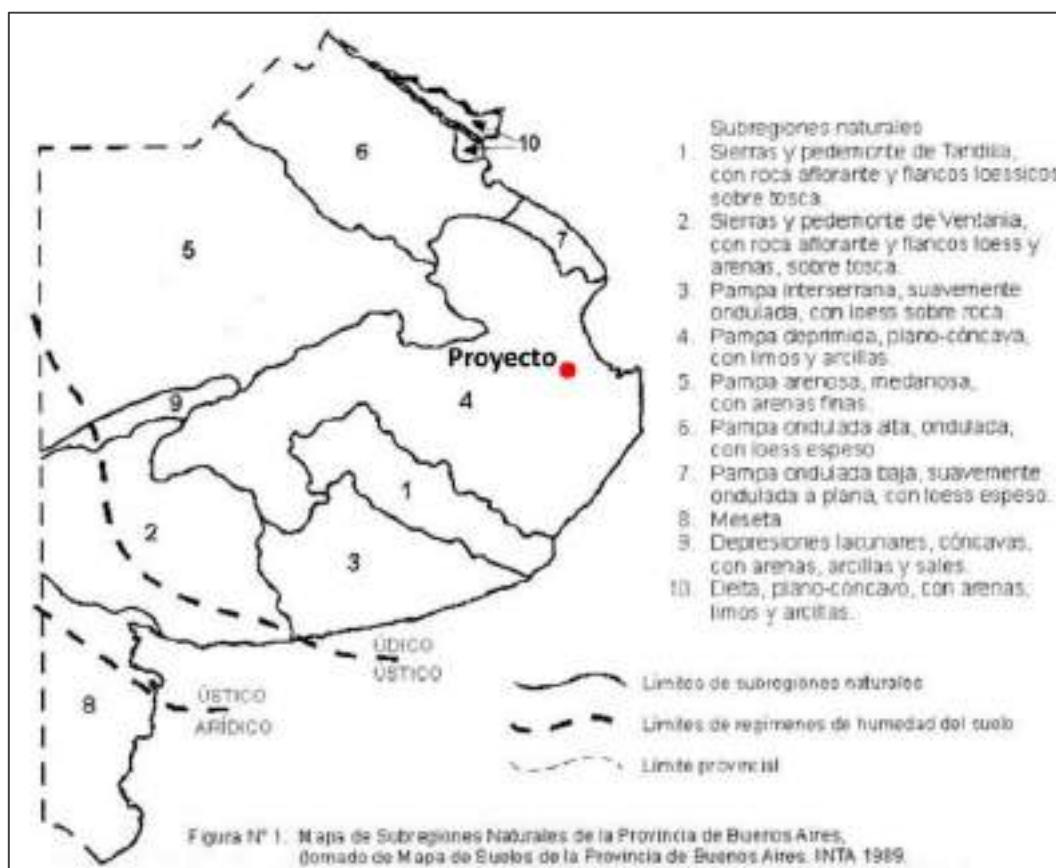 10
6
7
5
Proyecto
4
9
1
2
3
8
ÚDICO
ÚSTICO
ÚSTICO
ARÍDICO
Subregiones naturales
1. Sierras y pedemonte de Tandilia,
con roca aflorante y flancos loessicos
sobre tosca.
2. Sierras y pedemonte de Ventania,
con roca aflorante y flancos loess y
arenas, sobre tosca.
3. Pampa interserrana, suavemente
ondulada, con loess sobre roca.
4. Pampa deprimida, plano-cóncava,
con limos y arcillas.
5. Pampa arenosa, medanosa,
con arenas finas.
6. Pampa ondulada alta, ondulada,
con loess espeso
7. Pampa ondulada baja, suavemente
ondulada a plana, con loess espeso.
8. Meseta
9. Depresiones lacunares, cóncavas,
con arenas, arcillas y sales.
10. Delta, plano-cóncavo, con arenas,
limos y arcillas.
Límites de subregiones naturales
Límites de regímenes de humedad del suelo
Límite provincial
Figura N° 1. Mapa de Subregiones Naturales de la Provincia de Buenos Aires,
(tomado de Mapa de Suelos de la Provincia de Buenos Aires. INTA 1989